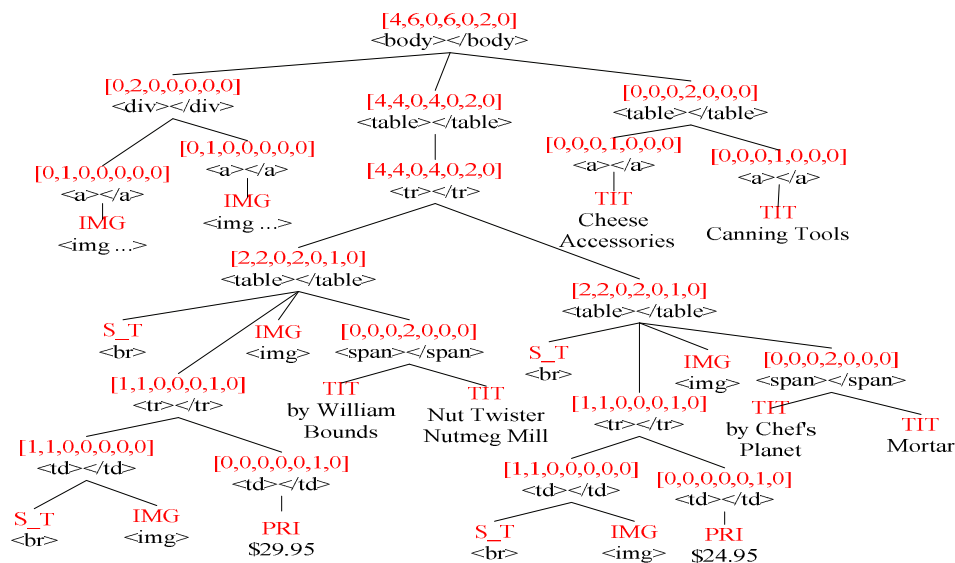 [4,6,0,6,0,2,0]
<body></body>
[0,2,0,0,0,0,0]
<div></div>
[4,4,0,4,0,2,0]
<table></table>
[0,0,0,2,0,0,0]
<table></table>
[0,1,0,0,0,0,0]
<a></a>
IMG
<img ...>
[0,1,0,0,0,0,0]
<a></a>
IMG
<img ...>
[4,4,0,4,0,2,0]
<tr></tr>
[0,0,0,1,0,0,0]
<a></a>
TIT
Cheese
Accessories
[0,0,0,1,0,0,0]
<a></a>
TIT
Canning Tools
[2,2,0,2,0,1,0]
<table></table>
S_T
<br>
IMG
<img>
[0,0,0,2,0,0,0]
<span></span>
[1,1,0,0,0,1,0]
<tr></tr>
TIT
by William
Bounds
TIT
Nut Twister
Nutmeg Mill
[1,1,0,0,0,0,0]
<td></td>
[0,0,0,0,0,1,0]
<td></td>
S_T
<br>
IMG
<img>
PRI
$29.95
[2,2,0,2,0,1,0]
<table></table>
S_T
<br>
IMG
<img>
[0,0,0,2,0,0,0]
<span></span>
[1,1,0,0,0,1,0]
<tr></tr>
TIT
by Chef's
Planet
TIT
Mortar
[1,1,0,0,0,0,0]
<td></td>
[0,0,0,0,0,1,0]
<td></td>
S_T
<br>
IMG
<img>
PRI
$24.95